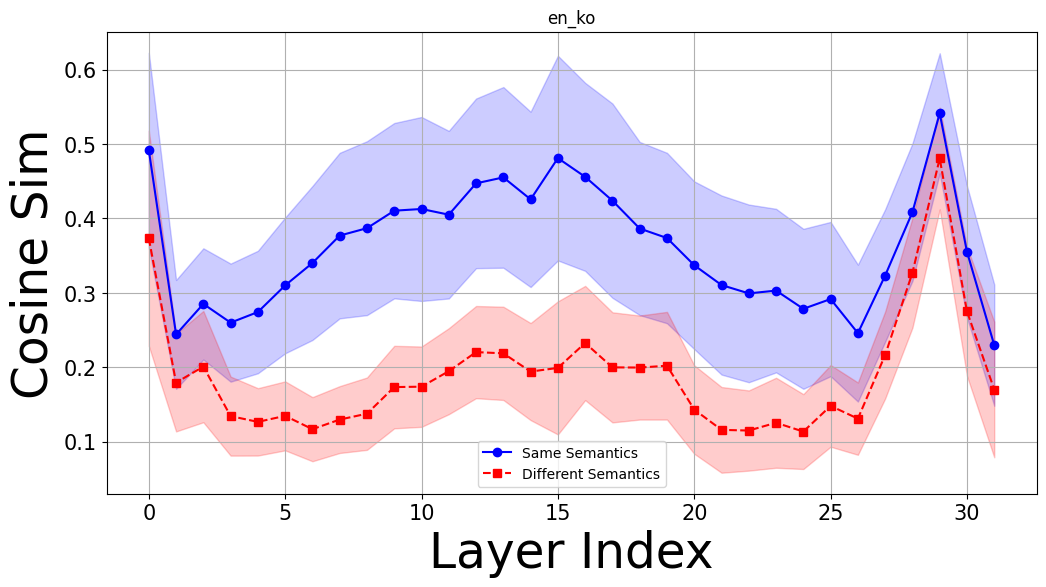 en_ko
Cosine Sim
0.6
0.5
0.4
0.3
0.2
0.1
Same Semantics
Different Semantics
0 5 10 15 20 25 30
Layer Index